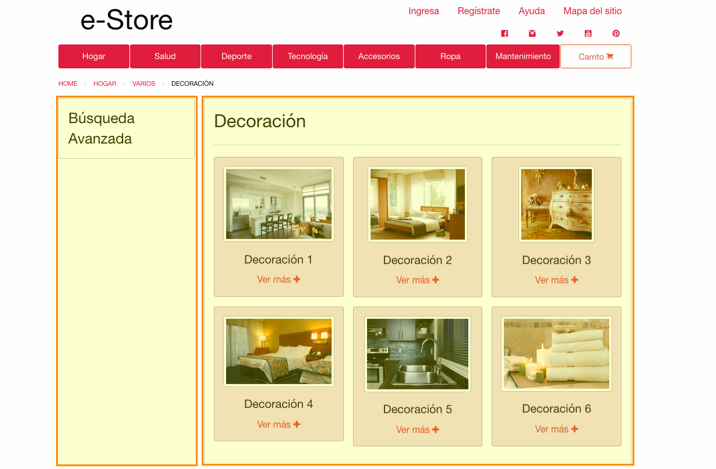 e-Store
Ingresa Regístrate Ayuda Mapa del sitio
Hogar Salud Deporte Tecnología Accesorios Ropa Mantenimiento Carrito
HOME / HOGAR / VARIOS / DECORACIÓN
Búsqueda
Avanzada
Decoración
Decoración 1 Decoración 2 Decoración 3
Ver más Ver más Ver más
Decoración 4 Decoración 5 Decoración 6
Ver más Ver más Ver más